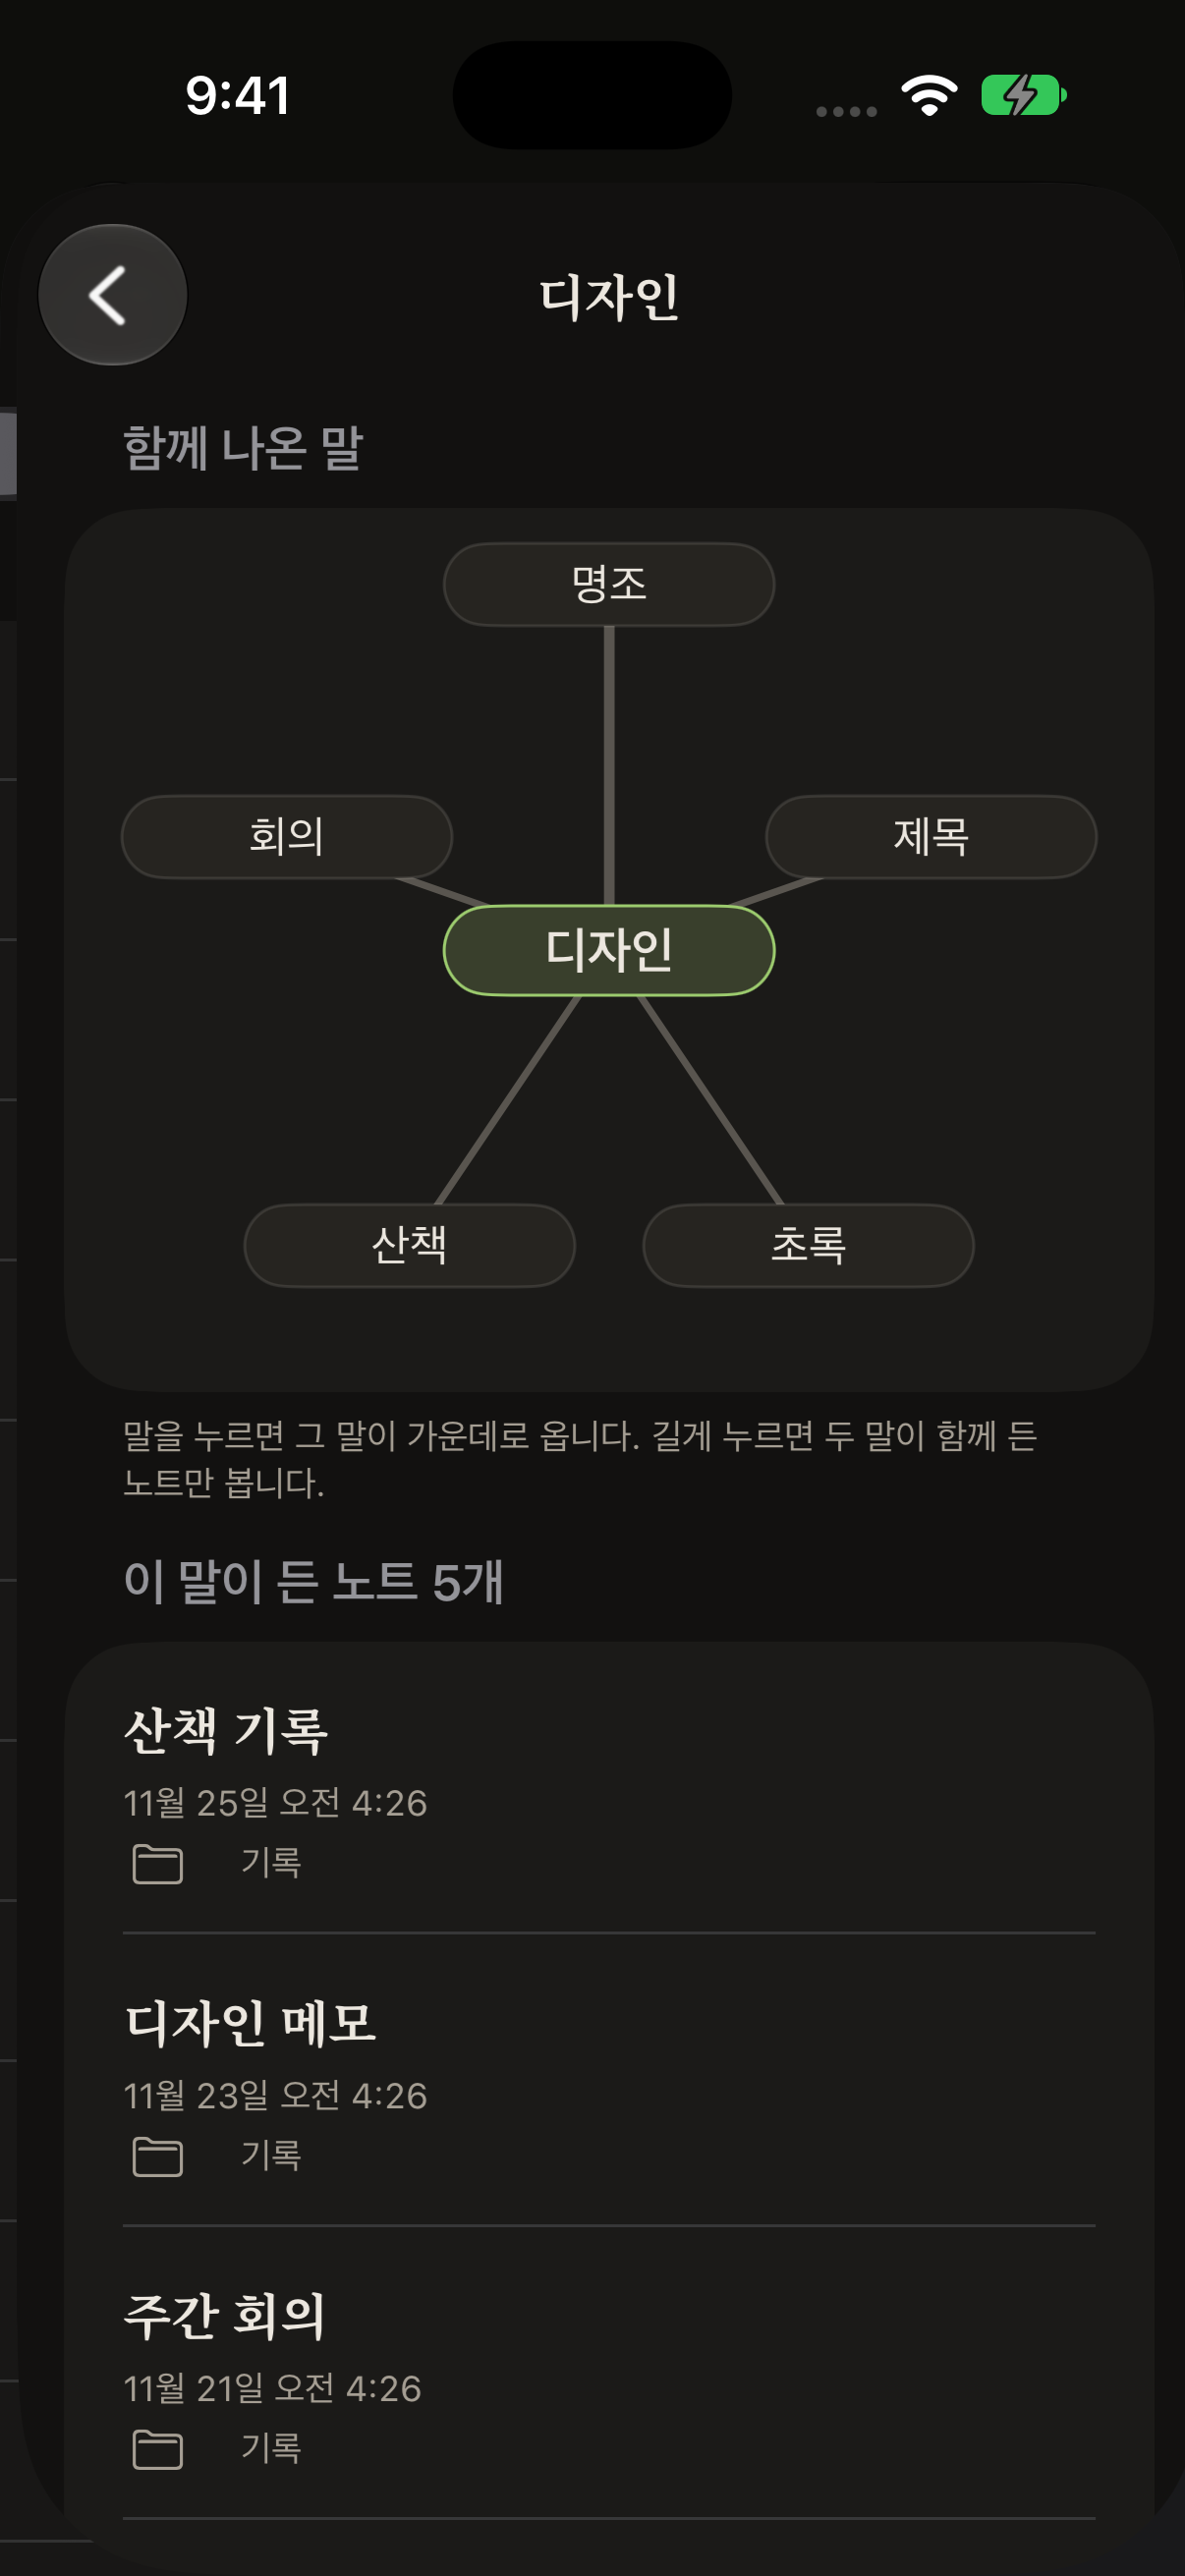 9:41
디자인
함께 나온 말
명조
회의
제목
디자인
산책
초록
말을 누르면 그 말이 가운데로 옵니다. 길게 누르면 두 말이 함께 든
노트만 봅니다.
이 말이 든 노트 5개
산책 기록
11월 25일 오전 4:26
기록
디자인 메모
11월 23일 오전 4:26
기록
주간 회의
11월 21일 오전 4:26
기록